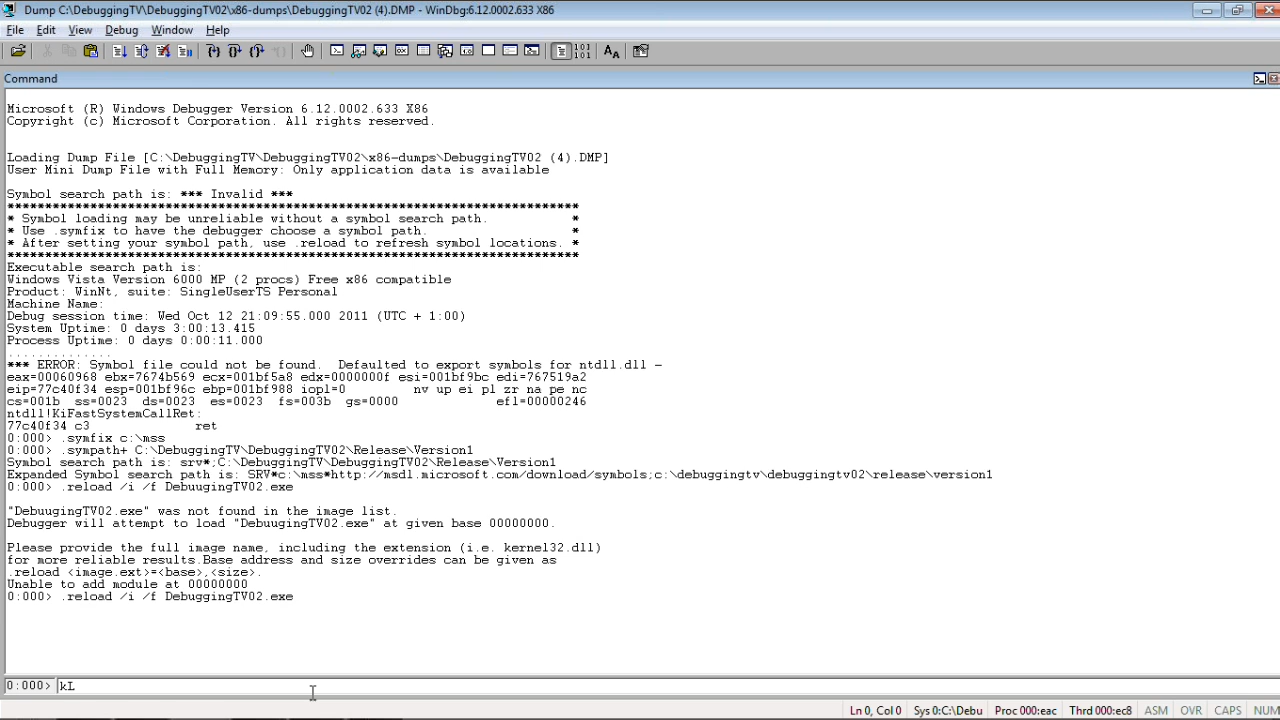 Dump C:\DebuggingTV\DebuggingTV02\x86-dumps\DebuggingTV02 (4).DMP - WinDbg:6.12.0002.633 X86
File Edit View Debug Window Help
Command
Microsoft (R) Windows Debugger Version 6.12.0002.633 X86
Copyright (c) Microsoft Corporation. All rights reserved.
Loading Dump File [C:\DebuggingTV\DebuggingTV02\x86-dumps\DebuggingTV02 (4).DMP]
User Mini Dump File with Full Memory: Only application data is available
Symbol search path is: *** Invalid ***
****************************************************************************
* Symbol loading may be unreliable without a symbol search path.           *
* Use .symfix to have the debugger choose a symbol path.                   *
* After setting your symbol path, use .reload to refresh symbol locations. *
****************************************************************************
Executable search path is:
Windows Vista Version 6000 MP (2 procs) Free x86 compatible
Product: WinNt, suite: SingleUserTS Personal
Machine Name:
Debug session time: Wed Oct 12 21:09:55.000 2011 (UTC + 1:00)
System Uptime: 0 days 3:00:13.415
Process Uptime: 0 days 0:00:11.000
..............
*** ERROR: Symbol file could not be found.  Defaulted to export symbols for ntdll.dll -
eax=00060968 ebx=7674b569 ecx=001bf5a8 edx=0000000f esi=001bf9bc edi=767519a2
eip=77c40f34 esp=001bf96c ebp=001bf988 iopl=0         nv up ei pl zr na pe nc
cs=001b  ss=0023  ds=0023  es=0023  fs=003b  gs=0000             efl=00000246
ntdll!KiFastSystemCallRet:
77c40f34 c3              ret
0:000> .symfix c:\mss
0:000> .sympath+ C:\DebuggingTV\DebuggingTV02\Release\Version1
Symbol search path is: srv*;C:\DebuggingTV\DebuggingTV02\Release\Version1
Expanded Symbol search path is: SRV*c:\mss*http://msdl.microsoft.com/download/symbols;c:\debuggingtv\debuggingtv02\release\version1
0:000> .reload /i /f DebuugingTV02.exe
"DebuugingTV02.exe" was not found in the image list.
Debugger will attempt to load "DebuugingTV02.exe" at given base 00000000.
Please provide the full image name, including the extension (i.e. kernel32.dll)
for more reliable results.Base address and size overrides can be given as
.reload <image.ext>=<base>,<size>.
Unable to add module at 00000000
0:000> .reload /i /f DebuggingTV02.exe
0:000> kL
Ln 0, Col 0 Sys 0:C:\Debu Proc 000:eac Thrd 000:ec8 ASM OVR CAPS NUM